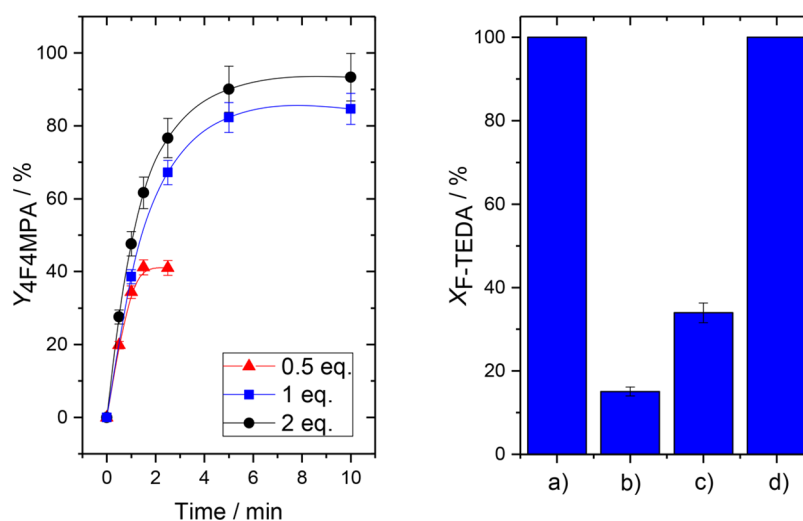 100
80
60
40
20
0
Y4F4MPA / %
0.5 eq.
1 eq.
2 eq.
0 2 4 6 8 10
Time / min
100
80
60
40
20
0
XF-TEDA / %
a) b) c) d)